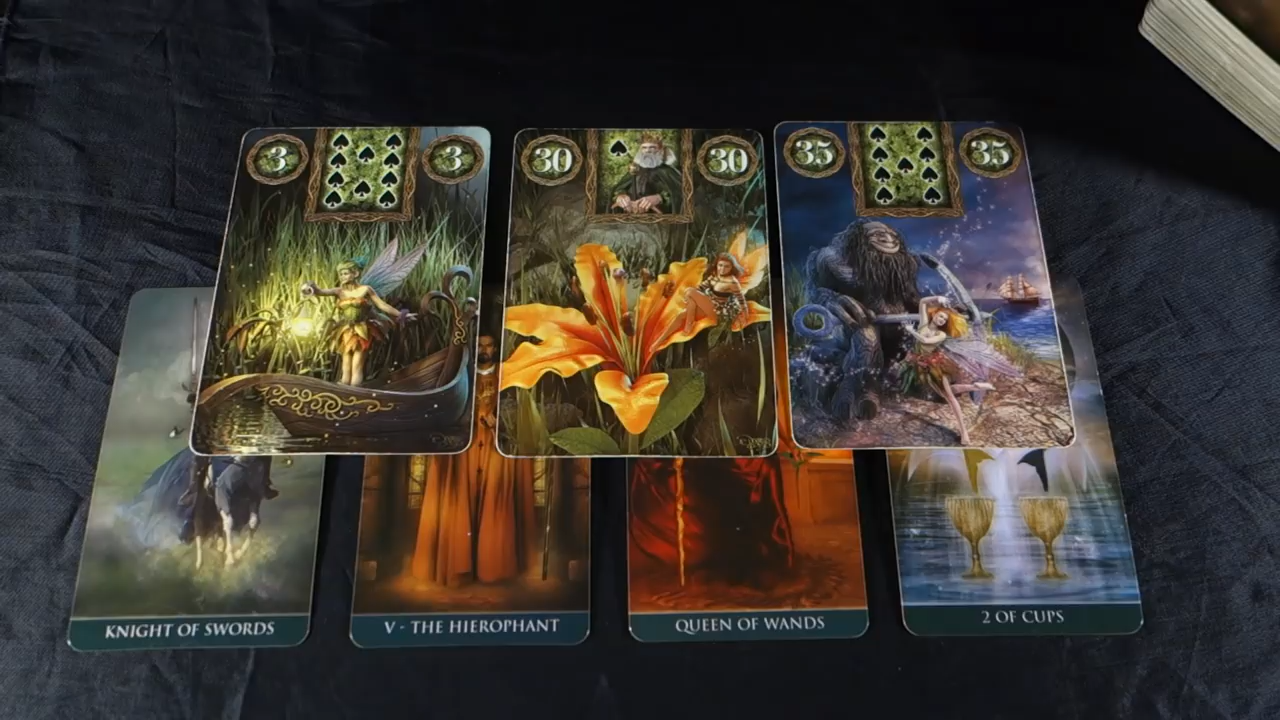 3 3
30 30
35 35
KNIGHT OF SWORDS
V - THE HIEROPHANT
QUEEN OF WANDS
2 OF CUPS